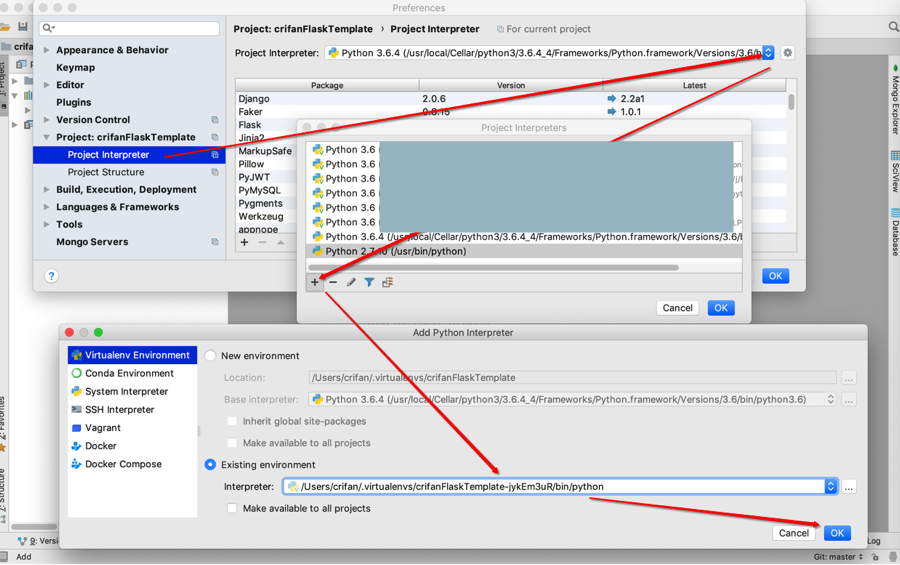 Preferences
Project: crifanFlaskTemplate › Project Interpreter For current project
Appearance & Behavior
Keymap
Editor
Plugins
Version Control
Project: crifanFlaskTemplate
Project Interpreter
Project Structure
Build, Execution, Deployment
Languages & Frameworks
Tools
Mongo Servers
?
Project Interpreter: Python 3.6.4 (/usr/local/Cellar/python3/3.6.4_4/Frameworks/Python.framework/Versions/3.6/b
Package Version Latest
Django 2.0.6 2.2a1
Faker 0.8.15 1.0.1
Flask
Jinja2
MarkupSafe
Pillow
PyJWT
PyMySQL
Pygments
Werkzeug
appnope
OK
Project Interpreters
Python 3.6
Python 3.6
Python 3.6
Python 3.6
Python 3.6
Python 3.6
Python 3.6.4 (/usr/local/Cellar/python3/3.6.4_4/Frameworks/Python.framework/Versions/3.6/b
Python 2.7.10 (/usr/bin/python)
Cancel OK
Add Python Interpreter
Virtualenv Environment
Conda Environment
System Interpreter
SSH Interpreter
Vagrant
Docker
Docker Compose
New environment
Location: /Users/crifan/.virtualenvs/crifanFlaskTemplate ...
Base interpreter: Python 3.6.4 (/usr/local/Cellar/python3/3.6.4_4/Frameworks/Python.framework/Versions/3.6/bin/python3.6) ...
Inherit global site-packages
Make available to all projects
Existing environment
Interpreter: /Users/crifan/.virtualenvs/crifanFlaskTemplate-jykEm3uR/bin/python ...
Make available to all projects
Cancel OK
Mongo Explorer
SciView
Database
crifa
1: Project
2: Favorites
Z: Structure
9: Versi
Log
Add
Git: master